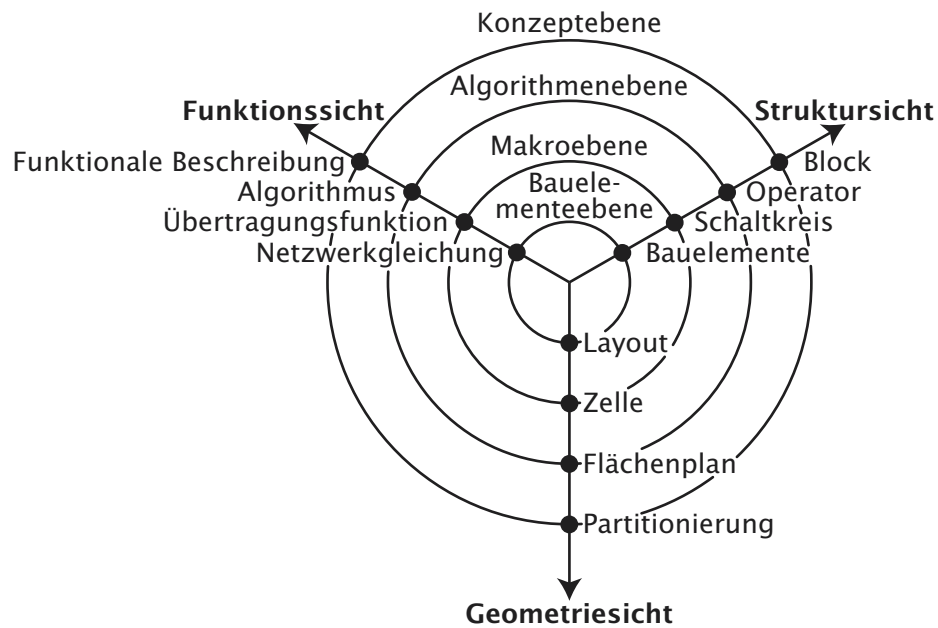 Konzeptebene
Algorithmenebene
Funktionssicht
Struktursicht
Makroebene
Funktionale Beschreibung
Block
Bauele-
menteebene
Algorithmus
Operator
Übertragungsfunktion
Schaltkreis
Netzwerkgleichung
Bauelemente
Layout
Zelle
Flächenplan
Partitionierung
Geometriesicht